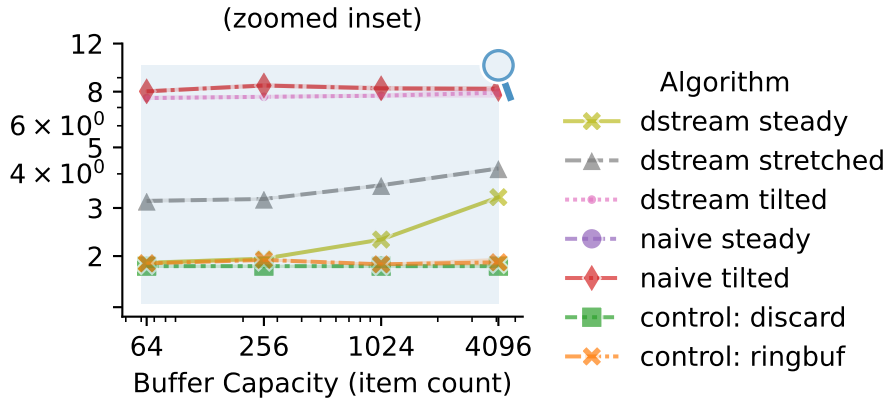 (zoomed inset)
12
8
6 × 10⁰
5
4 × 10⁰
3
2
64 256 1024 4096
Buffer Capacity (item count)
Algorithm
dstream steady
dstream stretched
dstream tilted
naive steady
naive tilted
control: discard
control: ringbuf